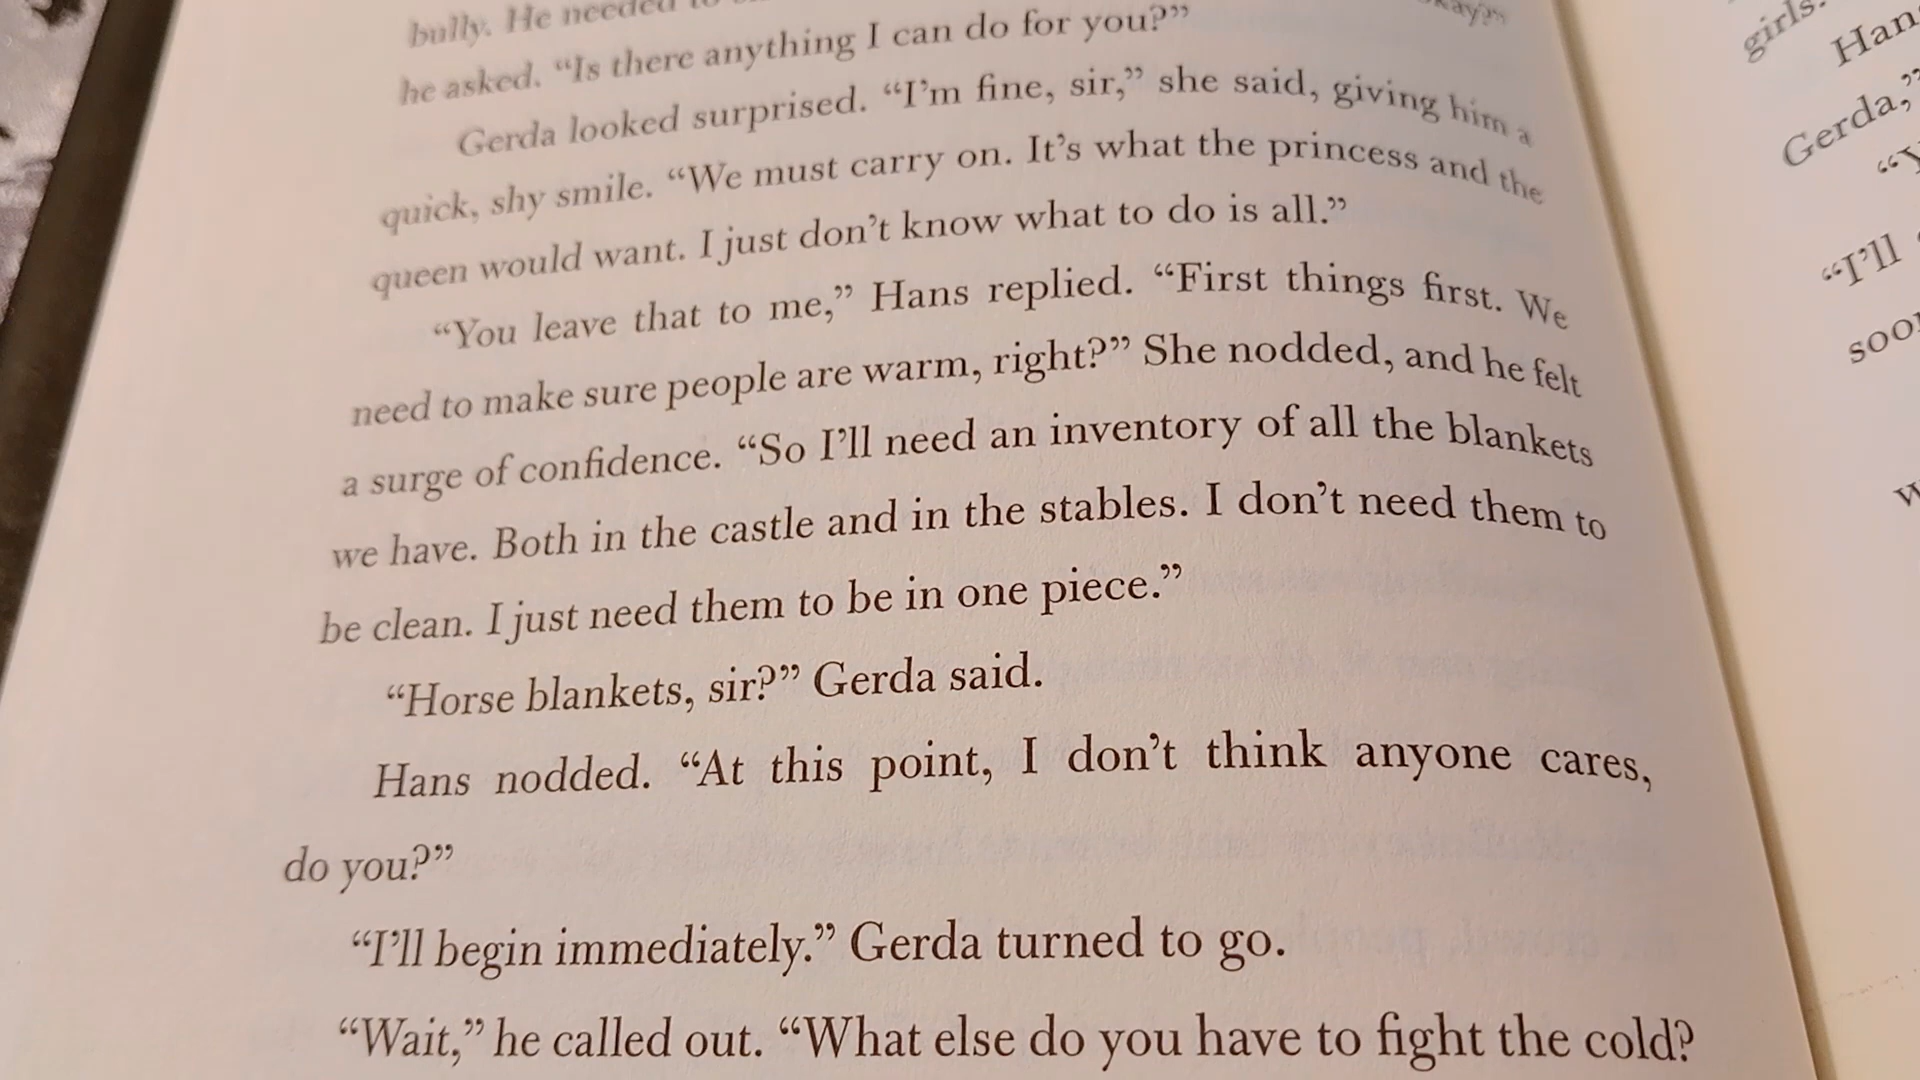 bully. He needed to
he asked. “Is there anything I can do for you?”
Gerda looked surprised. “I’m fine, sir,” she said, giving him a
quick, shy smile. “We must carry on. It’s what the princess and the
queen would want. I just don’t know what to do is all.”
“You leave that to me,” Hans replied. “First things first. We
need to make sure people are warm, right?” She nodded, and he felt
a surge of confidence. “So I’ll need an inventory of all the blankets
we have. Both in the castle and in the stables. I don’t need them to
be clean. I just need them to be in one piece.”
“Horse blankets, sir?” Gerda said.
Hans nodded. “At this point, I don’t think anyone cares,
do you?”
“I’ll begin immediately.” Gerda turned to go.
“Wait,” he called out. “What else do you have to fight the cold?
girls.
Gerda,”
“I’ll